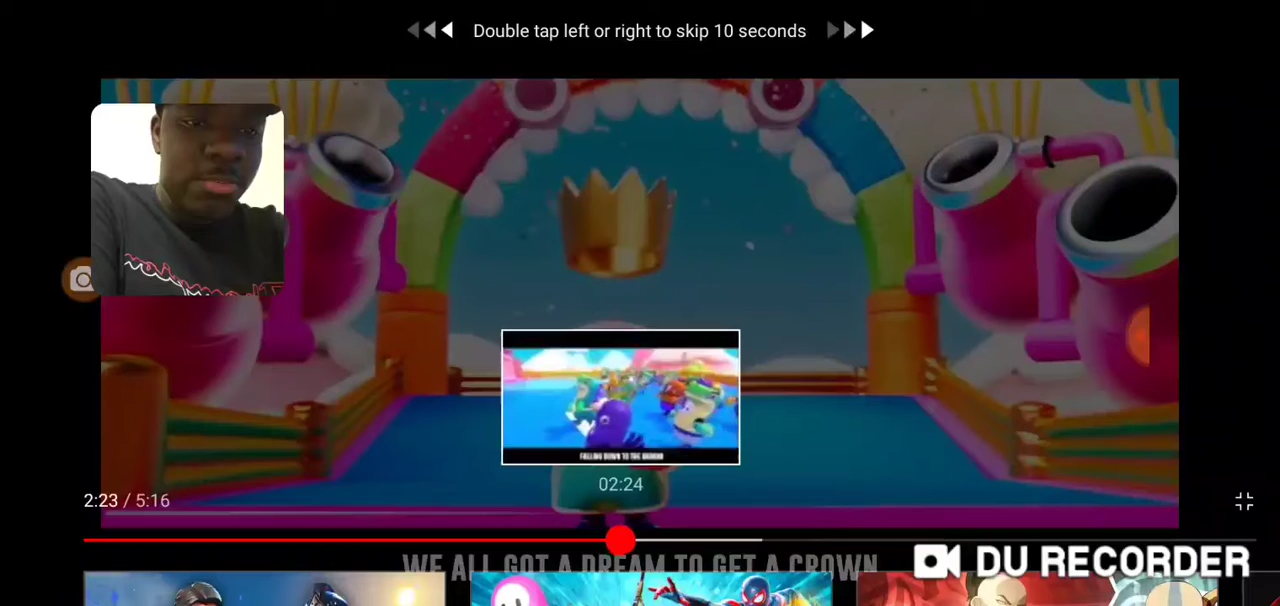 Double tap left or right to skip 10 seconds
FALLING DOWN TO THE GROUND
02:24
2:23 / 5:16
WE ALL GOT A DREAM TO GET A CROWN
DU RECORDER